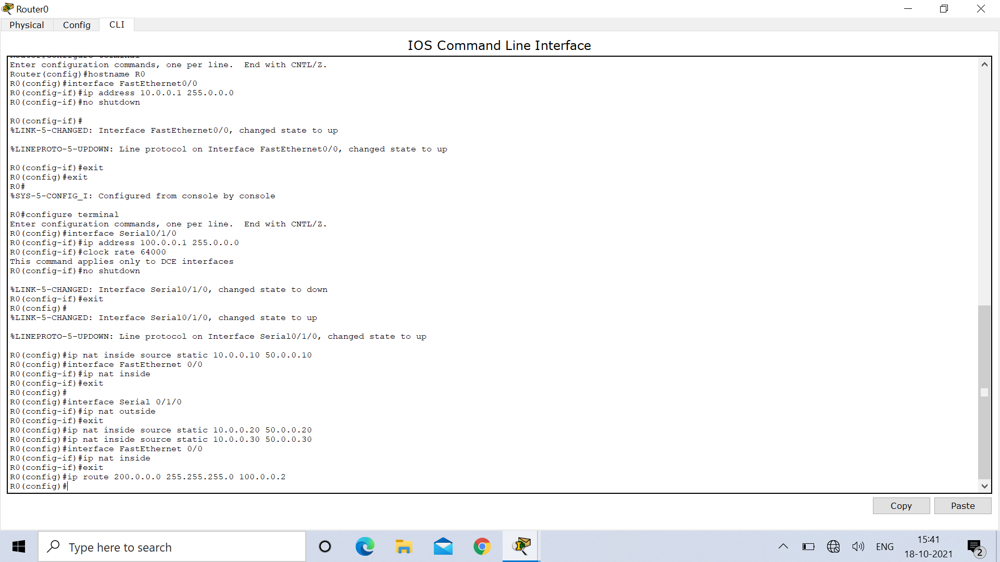 Router0
Physical
Config
CLI
IOS Command Line Interface
Router#configure terminal
Enter configuration commands, one per line.  End with CNTL/Z.
Router(config)#hostname R0
R0(config)#interface FastEthernet0/0
R0(config-if)#ip address 10.0.0.1 255.0.0.0
R0(config-if)#no shutdown
R0(config-if)#
%LINK-5-CHANGED: Interface FastEthernet0/0, changed state to up
%LINEPROTO-5-UPDOWN: Line protocol on Interface FastEthernet0/0, changed state to up
R0(config-if)#exit
R0(config)#exit
R0#
%SYS-5-CONFIG_I: Configured from console by console
R0#configure terminal
Enter configuration commands, one per line.  End with CNTL/Z.
R0(config)#interface Serial0/1/0
R0(config-if)#ip address 100.0.0.1 255.0.0.0
R0(config-if)#clock rate 64000
This command applies only to DCE interfaces
R0(config-if)#no shutdown
%LINK-5-CHANGED: Interface Serial0/1/0, changed state to down
R0(config-if)#exit
R0(config)#
%LINK-5-CHANGED: Interface Serial0/1/0, changed state to up
%LINEPROTO-5-UPDOWN: Line protocol on Interface Serial0/1/0, changed state to up
R0(config)#ip nat inside source static 10.0.0.10 50.0.0.10
R0(config)#interface FastEthernet 0/0
R0(config-if)#ip nat inside
R0(config-if)#exit
R0(config)#
R0(config)#interface Serial 0/1/0
R0(config-if)#ip nat outside
R0(config-if)#exit
R0(config)#ip nat inside source static 10.0.0.20 50.0.0.20
R0(config)#ip nat inside source static 10.0.0.30 50.0.0.30
R0(config)#interface FastEthernet 0/0
R0(config-if)#ip nat inside
R0(config-if)#exit
R0(config)#ip route 200.0.0.0 255.255.255.0 100.0.0.2
R0(config)#
Copy
Paste
Type here to search
ENG
15:41
18-10-2021
2